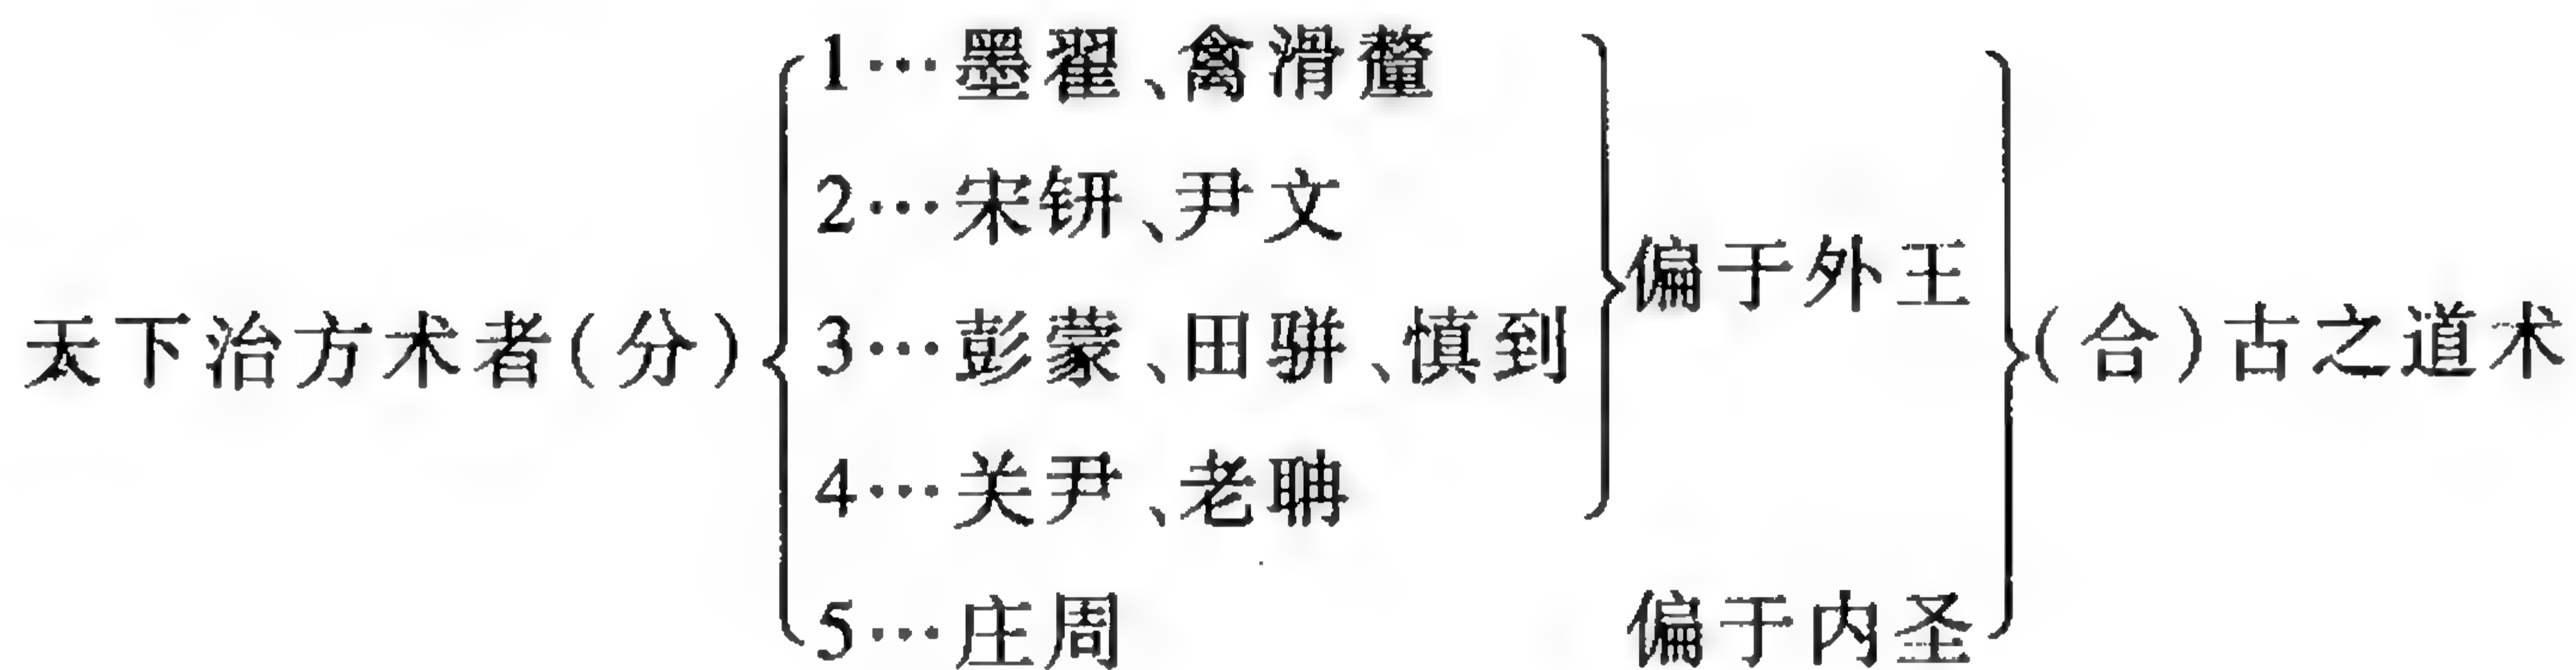 1…墨翟、禽滑釐
2…宋钘、尹文
偏于外王
天下治方术者(分)
3…彭蒙、田骈、慎到
(合)古之道术
4…关尹、老聃
5…庄周
偏于内圣